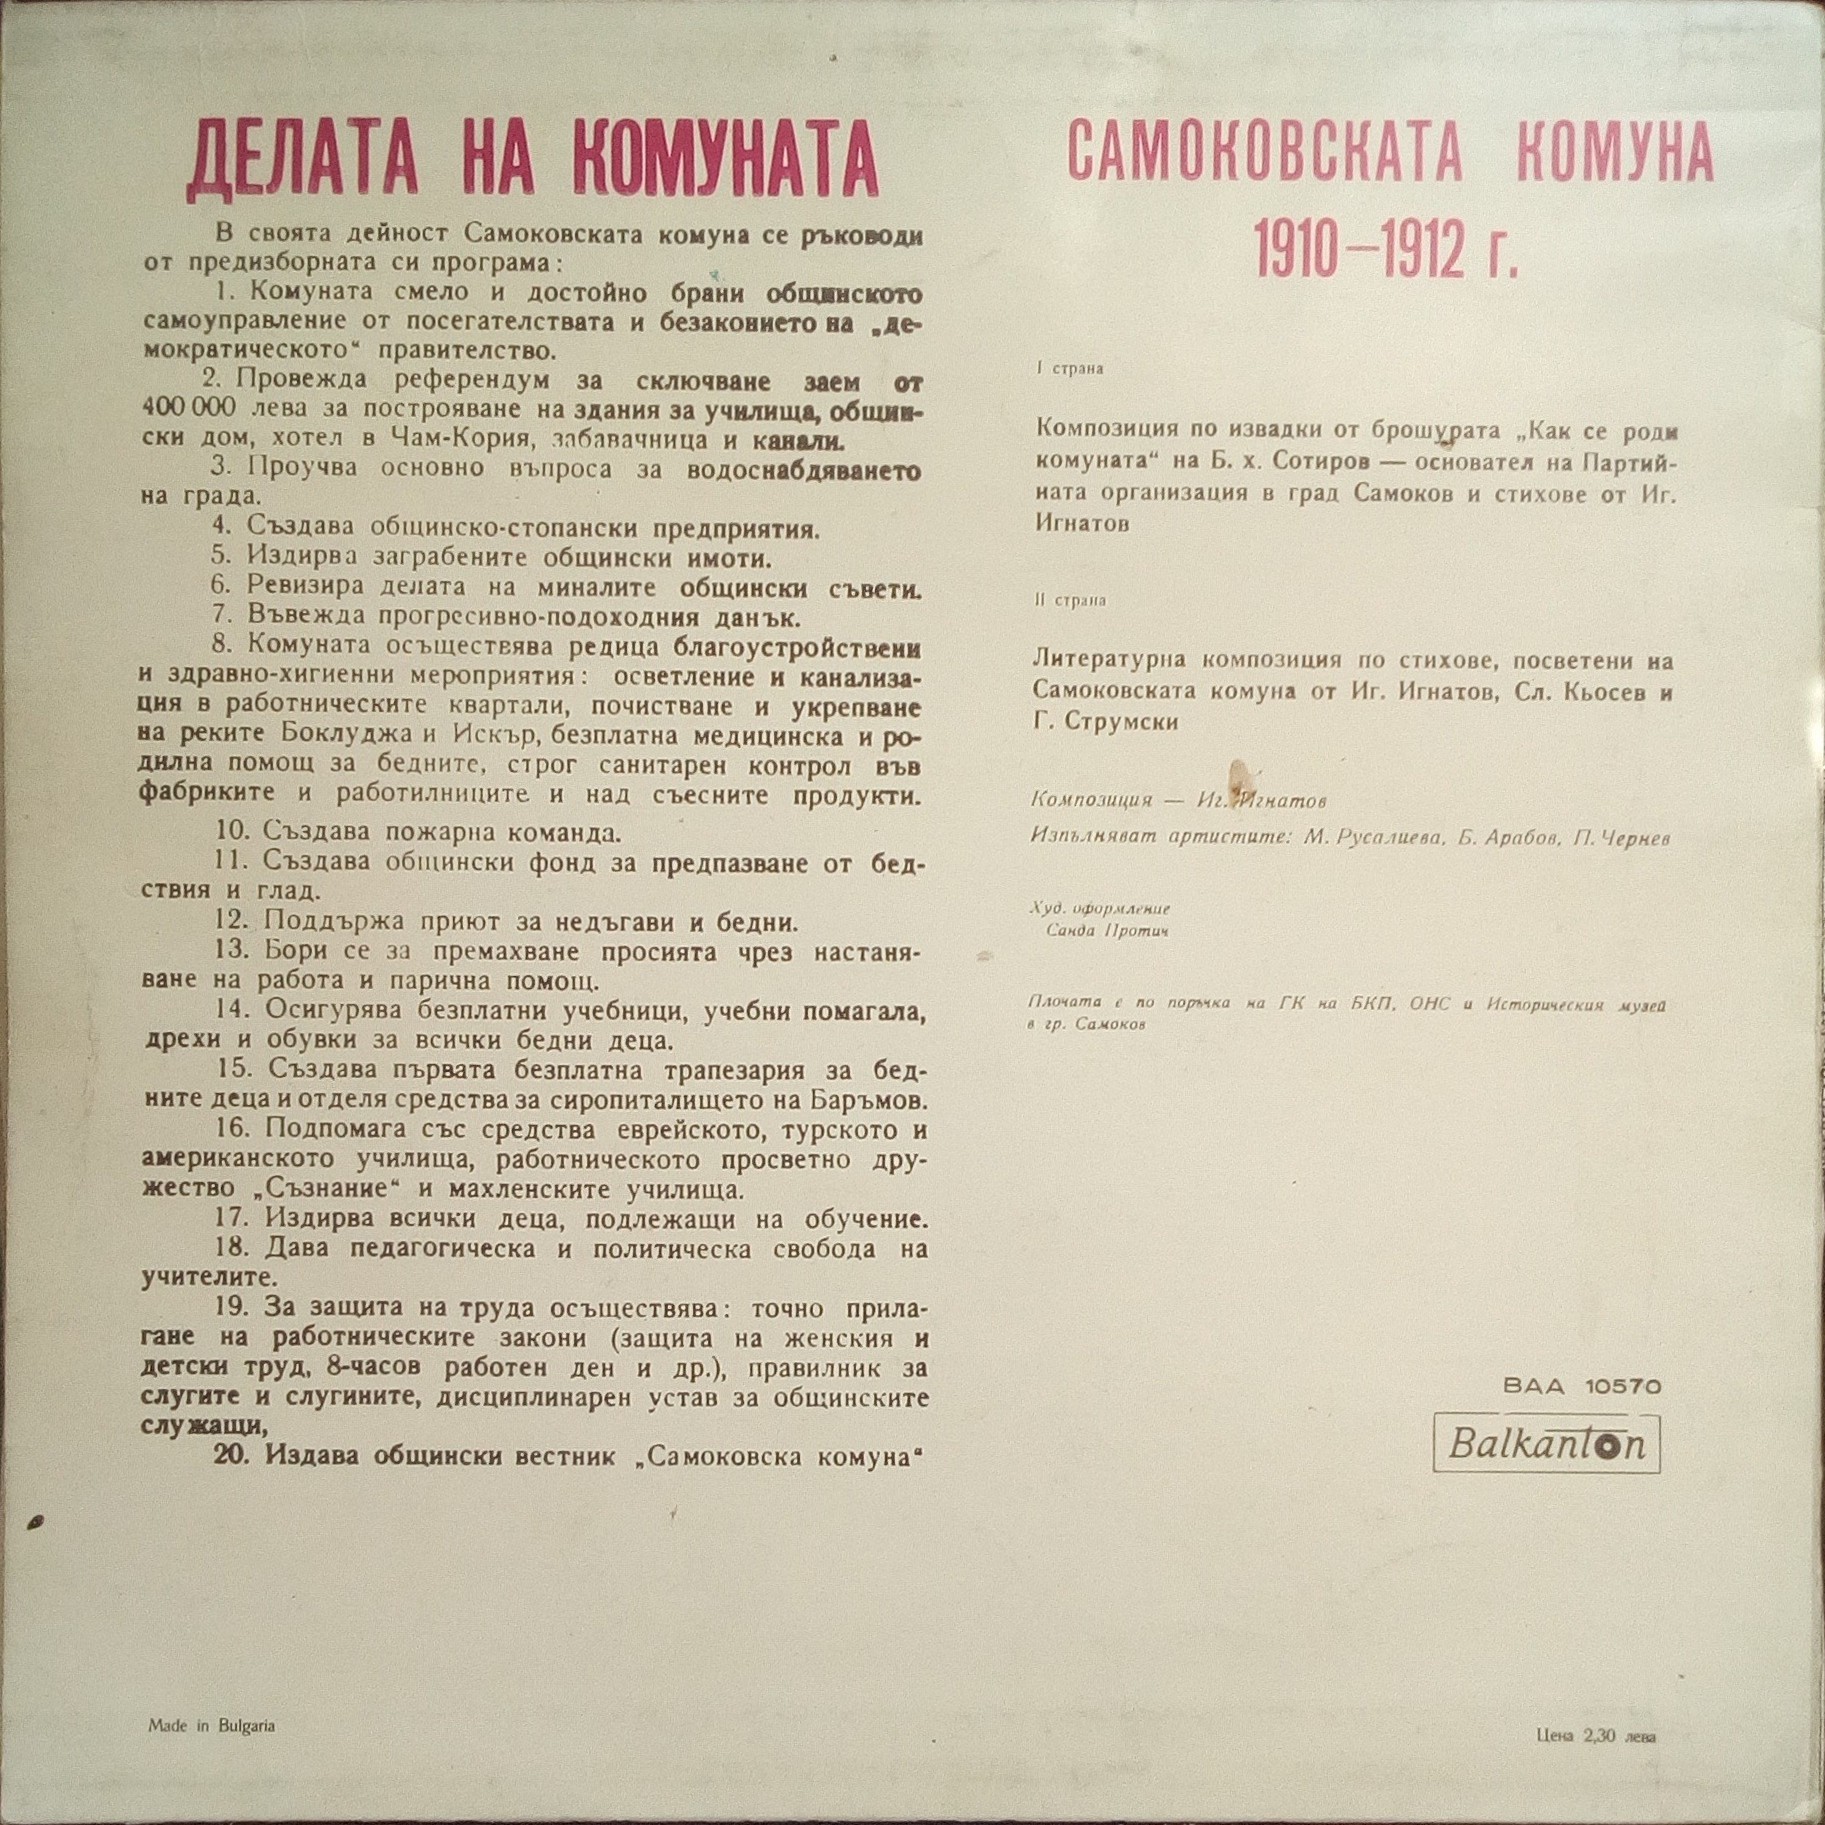 ДЕЛАТА НА КОМУНАТА
В своята дейност Самоковската комуна се ръководи
от предизборната си програма:
1. Комуната смело и достойно брани общинското
самоуправление от посегателствата и безаконието на „де-
мократическото“ правителство.
2. Провежда референдум за сключване заем от
400 000 лева за построяване на здания за училища, общин-
ски дом, хотел в Чам-Кория, забавачница и канали.
3. Проучва основно въпроса за водоснабдяването
на града.
4. Създава общинско-стопански предприятия.
5. Издирва заграбените общински имоти.
6. Ревизира делата на миналите общински съвети.
7. Въвежда прогресивно-подоходния данък.
8. Комуната осъществява редица благоустройствени
и здравно-хигиенни мероприятия: осветление и канализа-
ция в работническите квартали, почистване и укрепване
на реките Боклуджа и Искър, безплатна медицинска и ро-
дилна помощ за бедните, строг санитарен контрол във
фабриките и работилниците и над съесните продукти.
10. Създава пожарна команда.
11. Създава общински фонд за предпазване от бед-
ствия и глад.
12. Поддържа приют за недъгави и бедни.
13. Бори се за премахване просията чрез настаня-
ване на работа и парична помощ.
14. Осигурява безплатни учебници, учебни помагала,
дрехи и обувки за всички бедни деца.
15. Създава първата безплатна трапезария за бед-
ните деца и отделя средства за сиропиталището на Баръмов.
16. Подпомага със средства еврейското, турското и
американското училища, работническото просветно дру-
жество „Съзнание“ и махленските училища.
17. Издирва всички деца, подлежащи на обучение.
18. Дава педагогическа и политическа свобода на
учителите.
19. За защита на труда осъществява: точно прила-
гане на работническите закони (защита на женския и
детски труд, 8-часов работен ден и др.), правилник за
слугите и слугините, дисциплинарен устав за общинските
служащи,
20. Издава общински вестник „Самоковска комуна“
Made in Bulgaria
САМОКОВСКАТА КОМУНА
1910–1912 г.
I страна
Композиция по извадки от брошурата „Как се роди
комуната“ на Б. х. Сотиров — основател на Партий-
ната организация в град Самоков и стихове от Иг.
Игнатов
II страна
Литературна композиция по стихове, посветени на
Самоковската комуна от Иг. Игнатов, Сл. Кьосев и
Г. Струмски
Композиция — Иг. Игнатов
Изпълняват артистите: М. Русалиева, Б. Арабов, П. Чернев
Худ. оформление
Санда Протич
Плочата е по поръчка на ГК на БКП, ОНС и Историческия музей
в гр. Самоков
ВАА 10570
Balkanton
Цена 2,30 лева